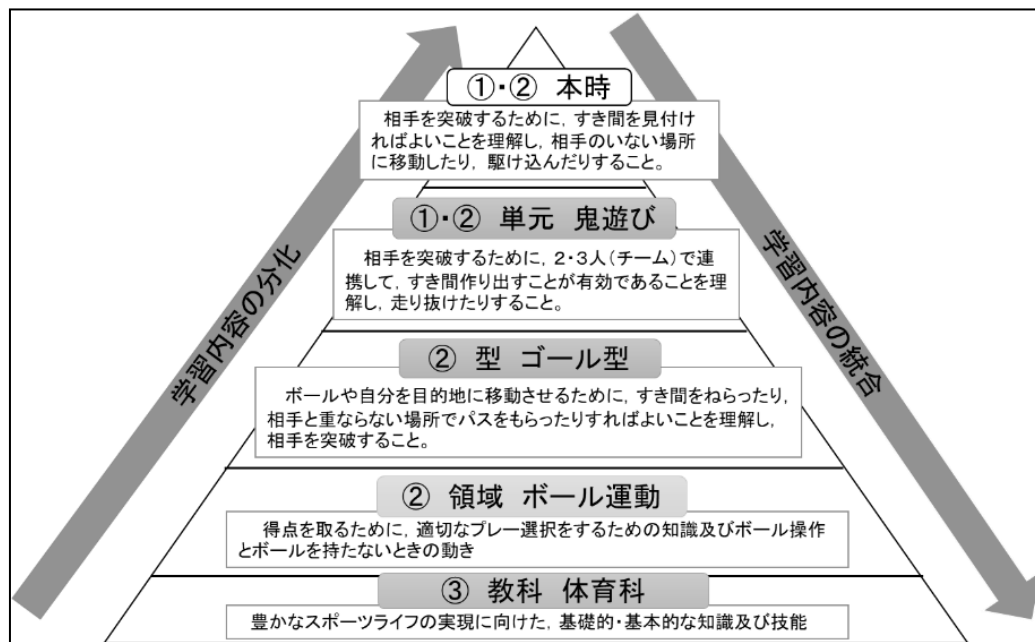 ①・② 本時
相手を突破するために，すき間を見付け
ればよいことを理解し，相手のいない場所
に移動したり，駆け込んだりすること。
①・② 単元 鬼遊び
相手を突破するために，２・３人（チーム）で連
携して，すき間作り出すことが有効であることを理
解し，走り抜けたりすること。
② 型 ゴール型
ボールや自分を目的地に移動させるために，すき間をねらったり，
相手と重ならない場所でパスをもらったりすればよいことを理解し，
相手を突破すること。
② 領域 ボール運動
得点を取るために，適切なプレー選択をするための知識及びボール操作
とボールを持たないときの動き
③ 教科 体育科
豊かなスポーツライフの実現に向けた，基礎的・基本的な知識及び技能
学習内容の分化
学習内容の統合